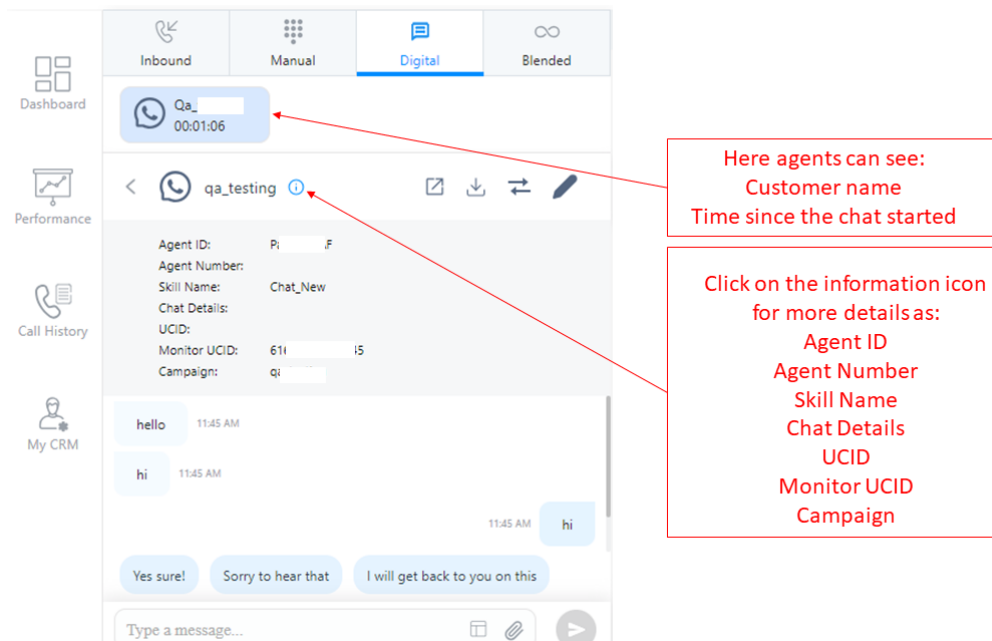 Inbound
Manual
Digital
Blended
Dashboard
Performance
Call History
My CRM
Qa_
00:01:06
qa_testing
Agent ID:
Agent Number:
Skill Name: Chat_New
Chat Details:
UCID:
Monitor UCID: 61 45
Campaign:
hello 11:45 AM
hi 11:45 AM
11:45 AM hi
Yes sure! Sorry to hear that I will get back to you on this
Type a message...
Here agents can see:
Customer name
Time since the chat started
Click on the information icon
for more details as:
Agent ID
Agent Number
Skill Name
Chat Details
UCID
Monitor UCID
Campaign